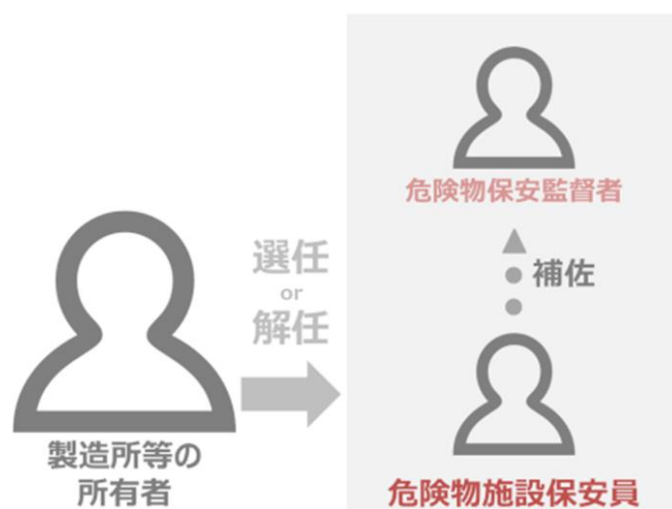 危険物保安監督者
補佐
選任
or
解任
製造所等の
所有者
危険物施設保安員